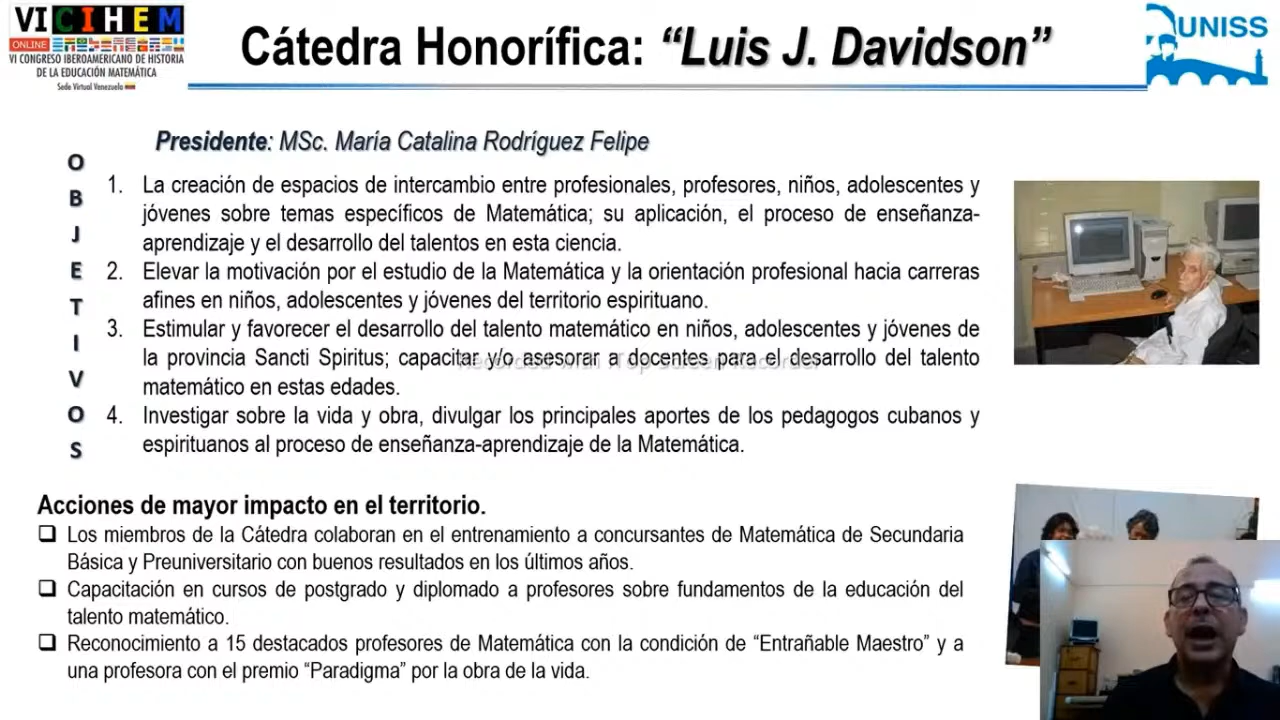 VI CIHEM
ONLINE
VI CONGRESO IBEROAMERICANO DE HISTORIA
DE LA EDUCACIÓN MATEMÁTICA
Sede Virtual Venezuela
Cátedra Honorífica: “Luis J. Davidson”
UNISS
Presidente: MSc. María Catalina Rodríguez Felipe
OBJETIVOS
1. La creación de espacios de intercambio entre profesionales, profesores, niños, adolescentes y
jóvenes sobre temas específicos de Matemática; su aplicación, el proceso de enseñanza-
aprendizaje y el desarrollo del talentos en esta ciencia.
2. Elevar la motivación por el estudio de la Matemática y la orientación profesional hacia carreras
afines en niños, adolescentes y jóvenes del territorio espirituano.
3. Estimular y favorecer el desarrollo del talento matemático en niños, adolescentes y jóvenes de
la provincia Sancti Spiritus; capacitar y/o asesorar a docentes para el desarrollo del talento
matemático en estas edades.
Recorded with iTop Screen Recorder
4. Investigar sobre la vida y obra, divulgar los principales aportes de los pedagogos cubanos y
espirituanos al proceso de enseñanza-aprendizaje de la Matemática.
Acciones de mayor impacto en el territorio.
❑ Los miembros de la Cátedra colaboran en el entrenamiento a concursantes de Matemática de Secundaria
Básica y Preuniversitario con buenos resultados en los últimos años.
❑ Capacitación en cursos de postgrado y diplomado a profesores sobre fundamentos de la educación del
talento matemático.
❑ Reconocimiento a 15 destacados profesores de Matemática con la condición de “Entrañable Maestro” y a
una profesora con el premio “Paradigma” por la obra de la vida.